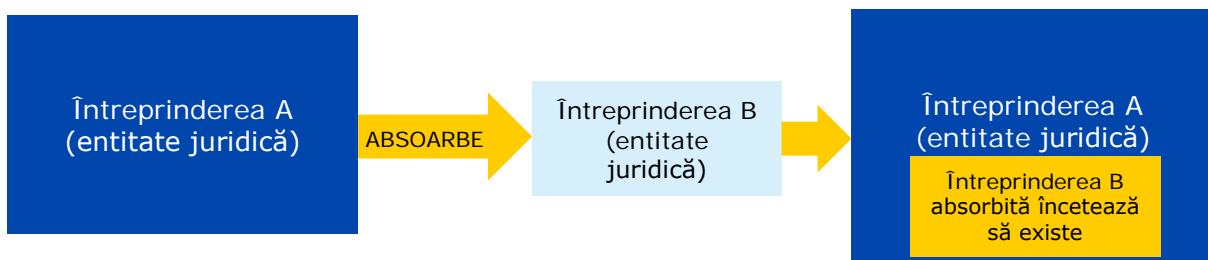 Întreprinderea A
(entitate juridică)
ABSOARBE
Întreprinderea B
(entitate
juridică)
Întreprinderea A
(entitate juridică)
Întreprinderea B
absorbită încetează
să existe